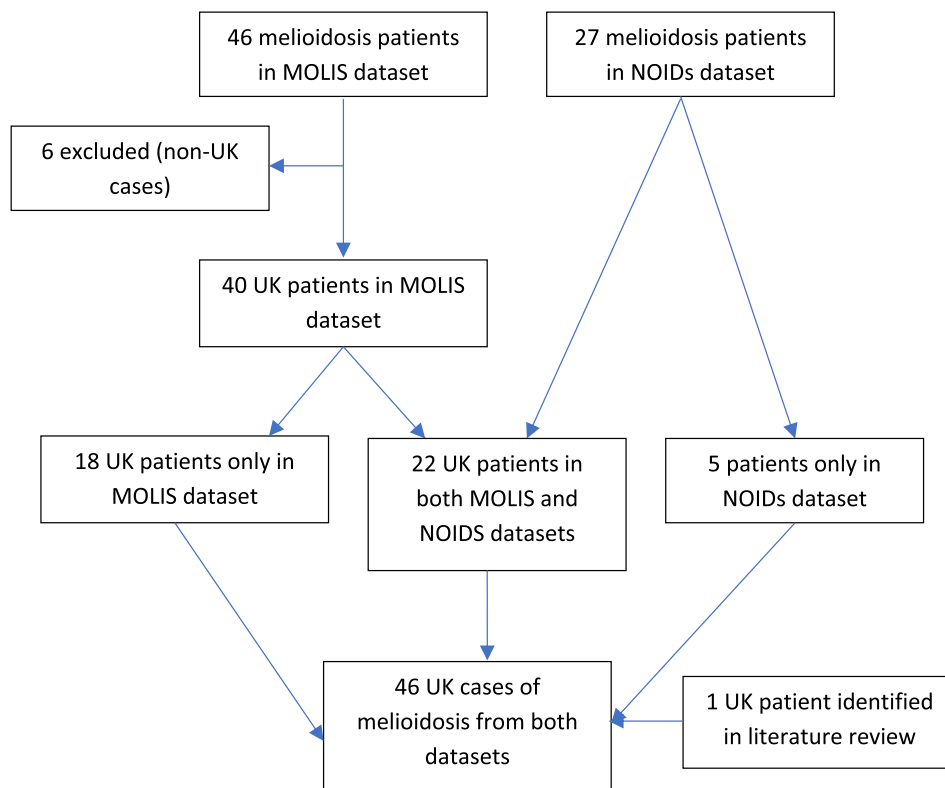 46 melioidosis patients
in MOLIS dataset
27 melioidosis patients
in NOIDs dataset
6 excluded (non-UK
cases)
40 UK patients in MOLIS
dataset
18 UK patients only in
MOLIS dataset
22 UK patients in
both MOLIS and
NOIDS datasets
5 patients only in
NOIDs dataset
46 UK cases of
melioidosis from both
datasets
1 UK patient identified
in literature review